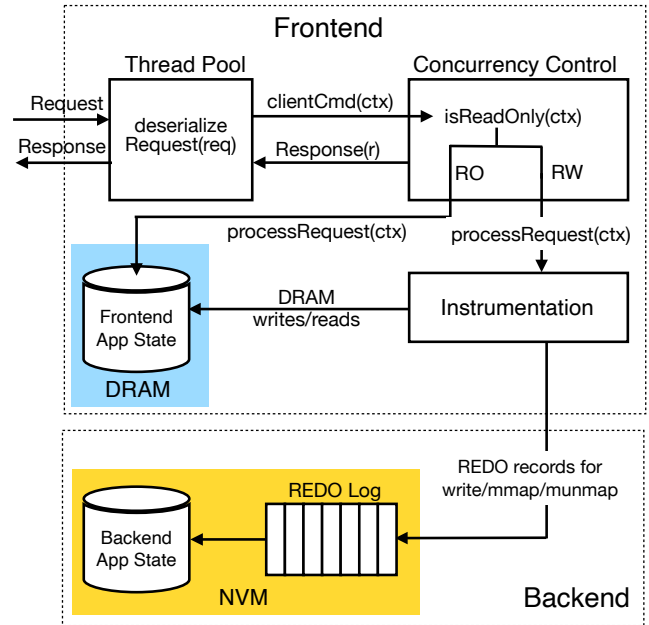 Frontend
Thread Pool
Concurrency Control
Request
Response
deserialize
Request(req)
clientCmd(ctx)
Response(r)
isReadOnly(ctx)
RO
RW
processRequest(ctx)
processRequest(ctx)
Frontend
App State
DRAM
DRAM
writes/reads
Instrumentation
REDO records for
write/mmap/munmap
REDO Log
Backend
App State
NVM
Backend